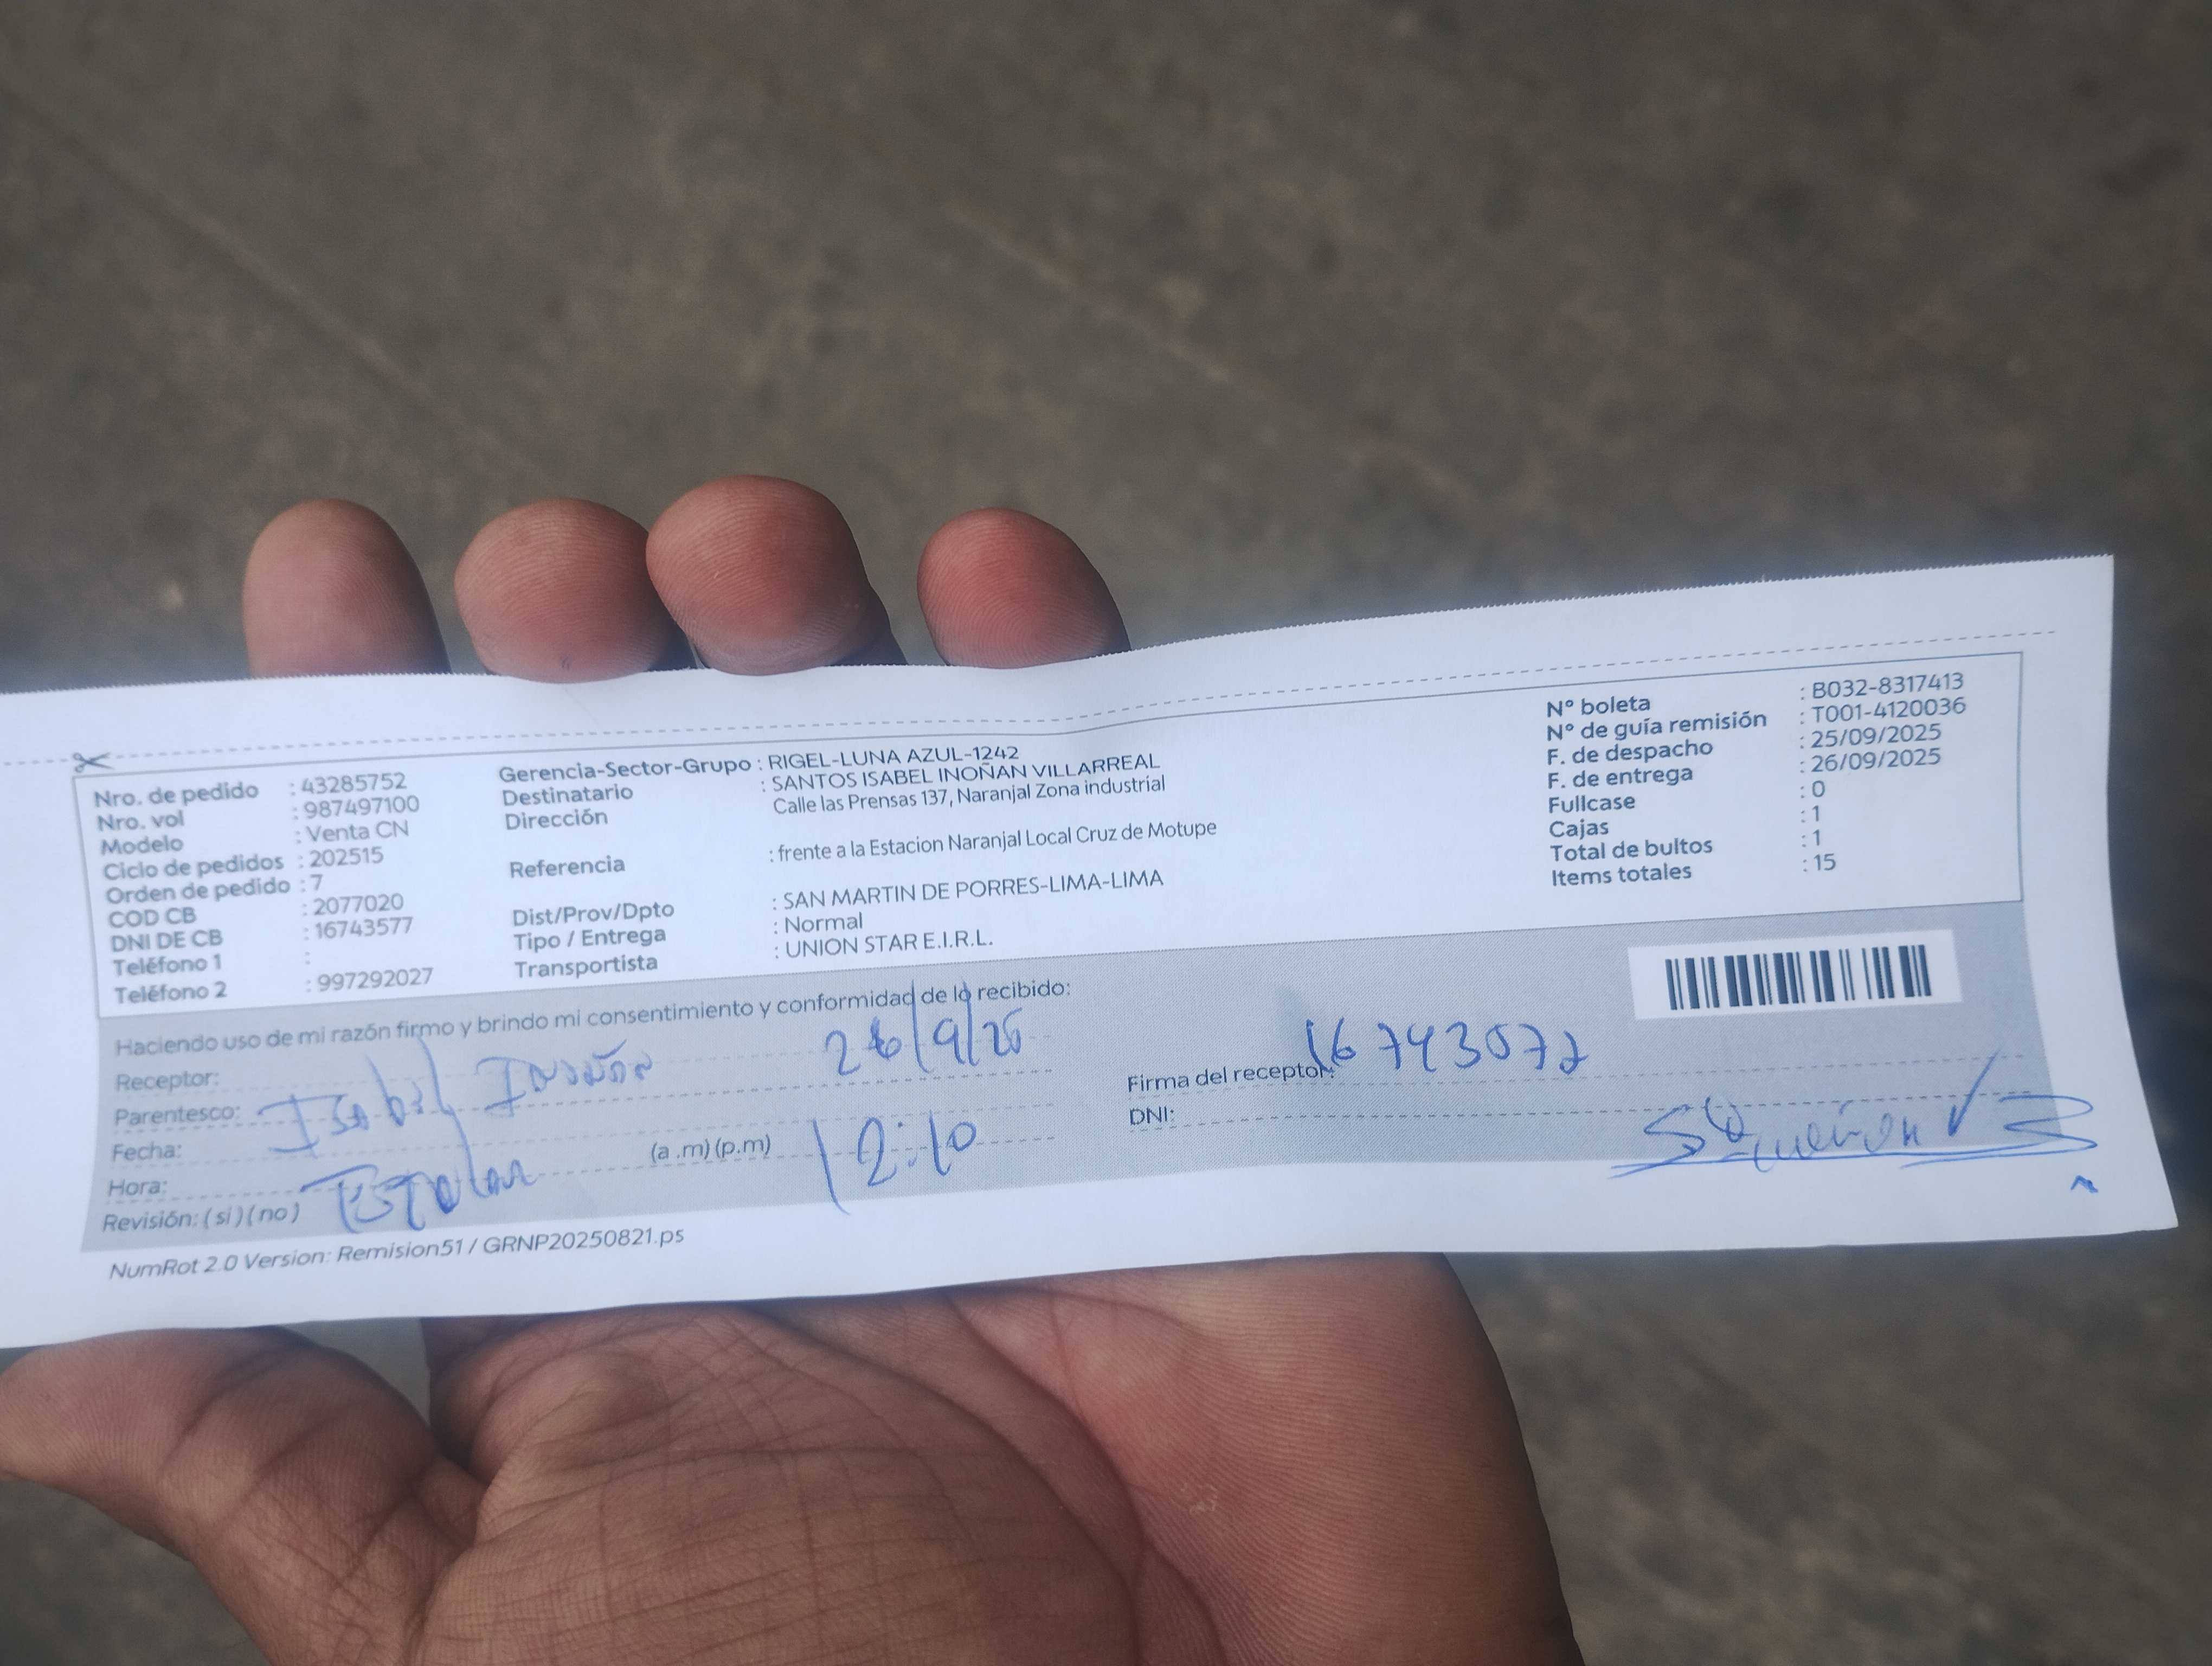 Nro. de pedido : 43285752
Nro. vol : 987497100
Modelo : Venta CN
Ciclo de pedidos : 202515
Orden de pedido : 7
COD CB : 2077020
DNI DE CB : 16743577
Teléfono 1 :
Teléfono 2 : 997292027
Gerencia-Sector-Grupo : RIGEL-LUNA AZUL-1242
Destinatario : SANTOS ISABEL INOÑAN VILLARREAL
Dirección Calle las Prensas 137, Naranjal Zona industrial
Referencia : frente a la Estacion Naranjal Local Cruz de Motupe
Dist/Prov/Dpto : SAN MARTIN DE PORRES-LIMA-LIMA
Tipo / Entrega : Normal
Transportista : UNION STAR E.I.R.L.
N° boleta : B032-8317413
N° de guía remisión : T001-4120036
F. de despacho : 25/09/2025
F. de entrega : 26/09/2025
Fullcase : 0
Cajas : 1
Total de bultos : 1
Items totales : 15
Haciendo uso de mi razón firmo y brindo mi consentimiento y conformidad de lo recibido:
Receptor:
Parentesco: Isabel Inoñan
Fecha:
Hora: (a .m) (p.m) 12:10
Revisión: ( si ) ( no )
Firma del receptor:
DNI:
NumRot 2.0 Version: Remision51 / GRNP20250821.ps